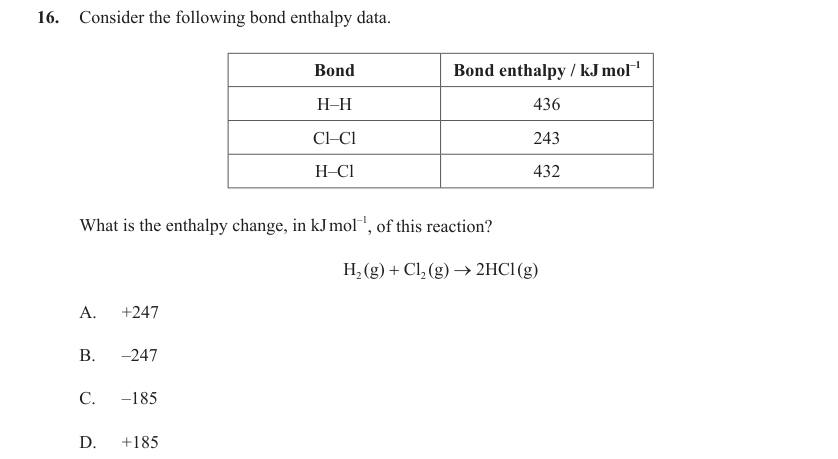 16. Consider the following bond enthalpy data.
Bond Bond enthalpy / kJ mol⁻¹
H–H 436
Cl–Cl 243
H–Cl 432
What is the enthalpy change, in kJ mol⁻¹, of this reaction?
H₂(g) + Cl₂(g) → 2HCl(g)
A. +247
B. –247
C. –185
D. +185